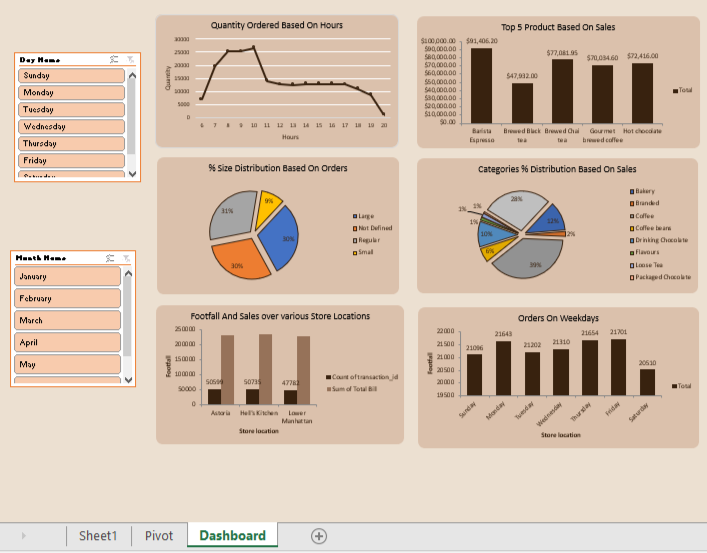 Day Name
Sunday
Monday
Tuesday
Wednesday
Thursday
Friday
Saturday
Month Name
January
February
March
April
May
Quantity Ordered Based On Hours
30000
25000
20000
15000
10000
5000
0
Quantity
6 7 8 9 10 11 12 13 14 15 16 17 18 19 20
Hours
Top 5 Product Based On Sales
$100,000.00
$90,000.00
$80,000.00
$70,000.00
$60,000.00
$50,000.00
$40,000.00
$30,000.00
$20,000.00
$10,000.00
$0.00
$91,406.20
$47,932.00
$77,081.95
$70,034.60
$72,416.00
Barista Espresso
Brewed Black tea
Brewed Chai tea
Gourmet brewed coffee
Hot chocolate
Total
% Size Distribution Based On Orders
9%
31%
30%
30%
Large
Not Defined
Regular
Small
Categories % Distribution Based On Sales
28%
12%
2%
39%
6%
10%
1%
1%
1%
Bakery
Branded
Coffee
Coffee beans
Drinking Chocolate
Flavours
Loose Tea
Packaged Chocolate
Footfall And Sales over various Store Locations
250000
200000
150000
100000
50000
0
Footfall
50599
50735
47782
Astoria
Hell's Kitchen
Lower Manhattan
Store location
Count of transaction_id
Sum of Total Bill
Orders On Weekdays
22000
21500
21000
20500
20000
19500
Footfall
21096
21643
21202
21310
21654
21701
20510
Sunday
Monday
Tuesday
Wednesday
Thursday
Friday
Saturday
Store location
Total
Sheet1 Pivot Dashboard